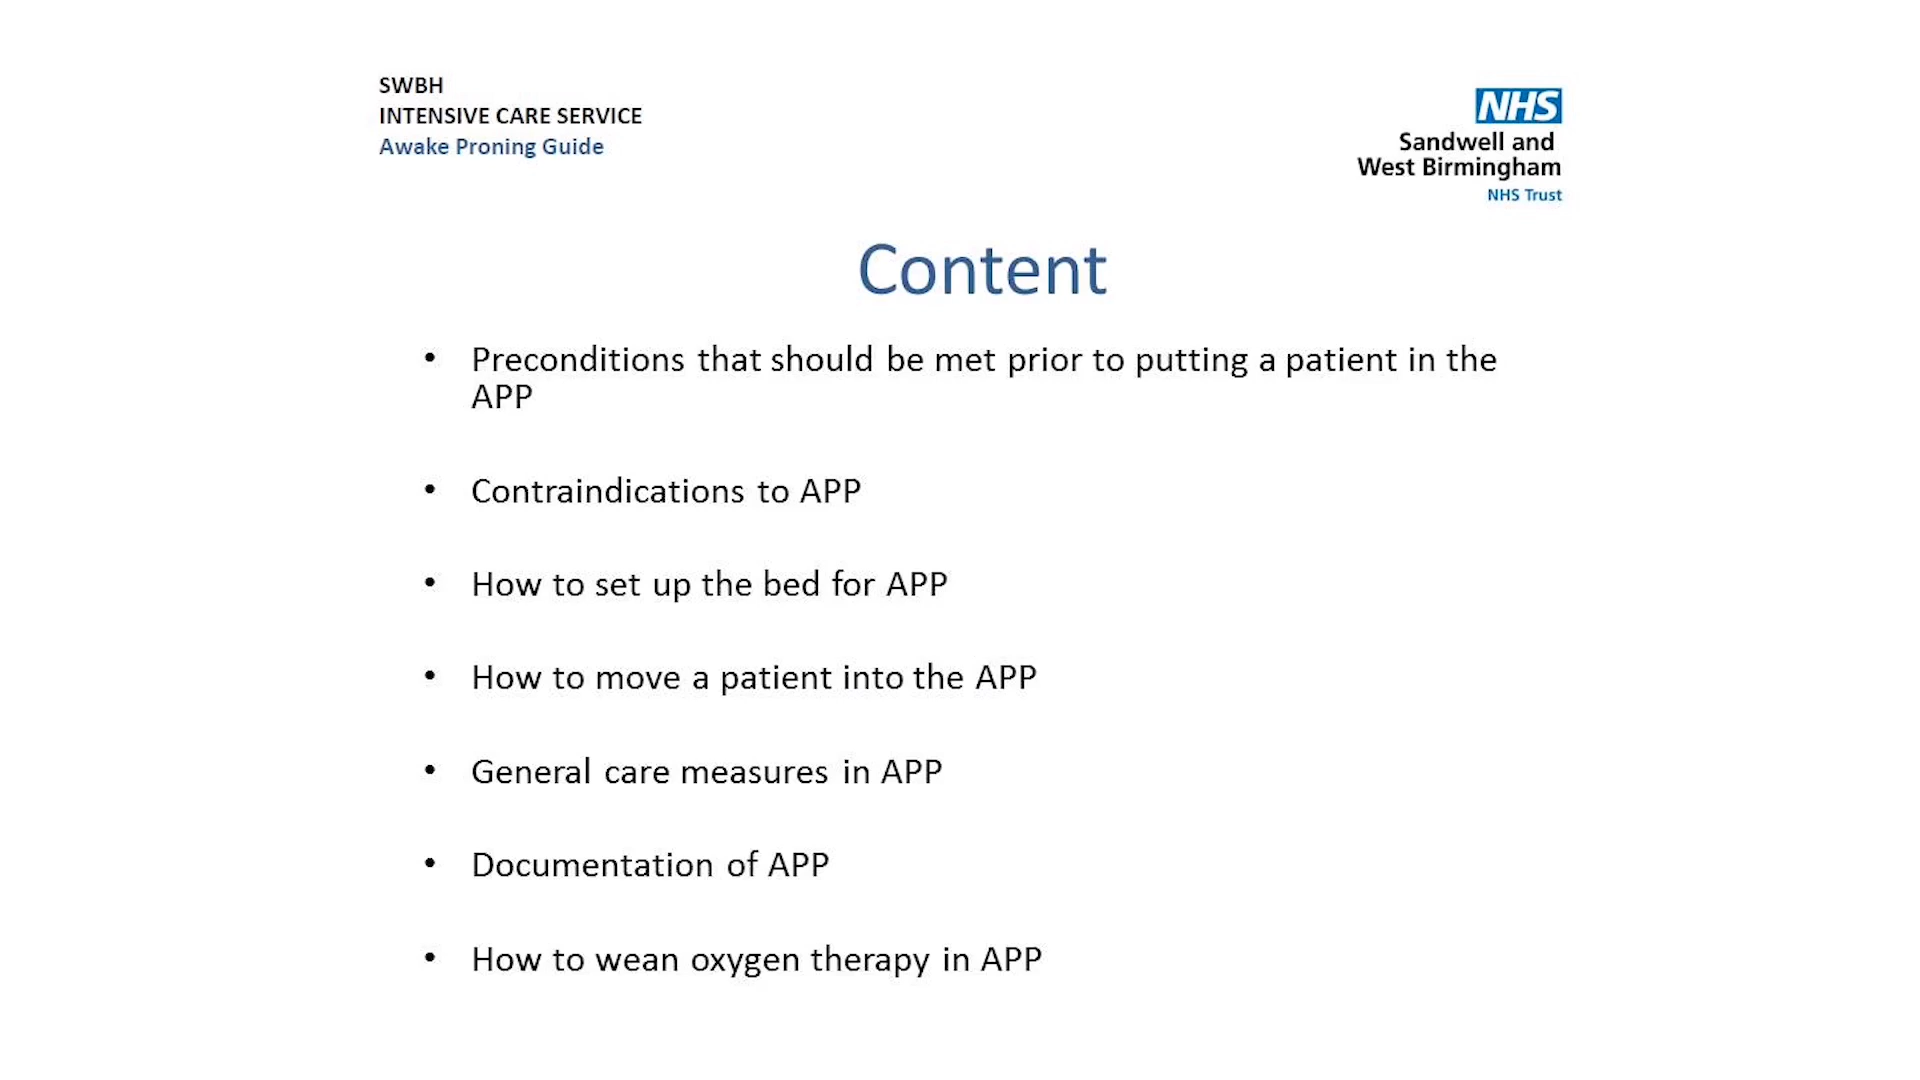 SWBH
INTENSIVE CARE SERVICE
Awake Proning Guide
NHS
Sandwell and
West Birmingham
NHS Trust
Content
• Preconditions that should be met prior to putting a patient in the
APP
• Contraindications to APP
• How to set up the bed for APP
• How to move a patient into the APP
• General care measures in APP
• Documentation of APP
• How to wean oxygen therapy in APP